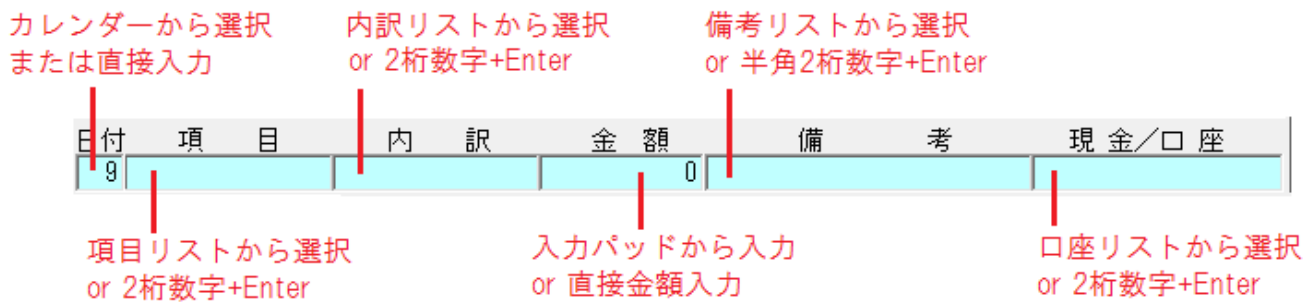 カレンダーから選択
または直接入力
内訳リストから選択
or 2桁数字+Enter
備考リストから選択
or 半角2桁数字+Enter
日付 項 目 内 訳 金 額 備 考 現 金／口 座
9 0
項目リストから選択
or 2桁数字+Enter
入力パッドから入力
or 直接金額入力
口座リストから選択
or 2桁数字+Enter